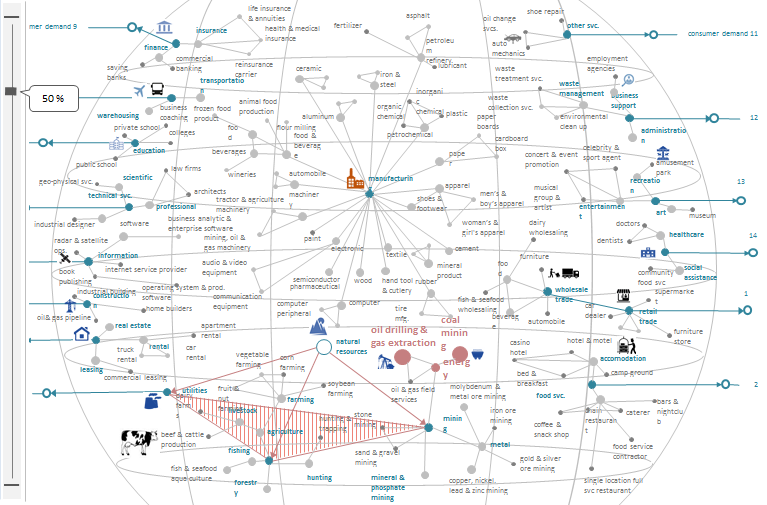 mer demand 9
50 %
life insurance
& annuities
insurance
health & medical
insurance
finance
saving
banks
commercial
banking
reinsurance
carrier
transportatio
n
fertilizer
asphalt
petroleu
m
refinery
lubricant
oil change
svcs.
auto
mechanics
shoe repair
other svc.
consumer demand 11
ceramic
iron &
steel
waste
treatment svc.
employment
agencies
waste
management
business
support
warehousing
business
coaching
frozen food
product
animal food
production
aluminum
organic
chemical
inorgani
c
chemical
plastic
petrochemical
waste
collection svc.
environmental
clean up
12
administratio
n
private school
colleges
education
foo
d
beverages
flour milling
food &
beverag
e
paper
boards
cardboard
box
pape
r
celebrity &
sport agent
concert & event
promotion
amusement
park
recreatio
n
public school
law firms
wineries
automobile
machiner
y
manufacturin
g
apparel
geo-physical svc.
scientific
technical svc.
architects
professional
tractor & agriculture
machinery
shoes &
footwear
men's &
boy's apparel
musical
group &
artist
entertainmen
t
art
museum
13
industrial designer
software
business analytic &
enterprise software
mining, oil &
gas machinery
paint
electronic
textile
cement
woman's &
girl's apparel
dairy
wholesaling
doctors
dentists
healthcare
14
radar & satellite
ops
information
book
publishing
internet service provider
audio & video
equipment
semiconductor
pharmaceutical
wood
hand tool
& cutlery
rubber
mineral
product
foo
d
furniture
community
food svc
social
assistance
industrial building
constructio
n
operating system & prod.
software
communication
equipment
computer
peripheral
computer
tire
mfg.
fish & seafood
wholesaling
wholesale
trade
beverag
e
automobile
car
dealer
supermarke
t
retail
trade
1
oil& gas pipeline
home builders
real estate
apartment
rental
natural
resources
oil drilling &
gas extraction
coal
minin
g
energ
y
furniture
store
truck
rental
rental
car
rental
leasing
commercial leasing
vegetable
farming
corn
farming
soybean
farming
oil & gas field
services
casino
hotel
hotel & motel
accomodation
bed &
breakfast
camp ground
food svc.
2
utilities
dairy
farm
s
fruit&
nut
farming
livestock
farming
agriculture
hunting &
trapping
stone
mining
minin
g
molybdenum &
metal ore mining
iron ore
mining
metal
coffee &
snack shop
chain
restauran
t
caterer
bars &
nightclu
b
beef & cattle
production
fishing
fish & seafood
aquaculture
forestr
y
hunting
sand & gravel
mining
mineral &
phosphate
mining
copper, nickel,
lead & zinc mining
gold & silver
ore mining
food service
contractor
single location full
svc restaurant